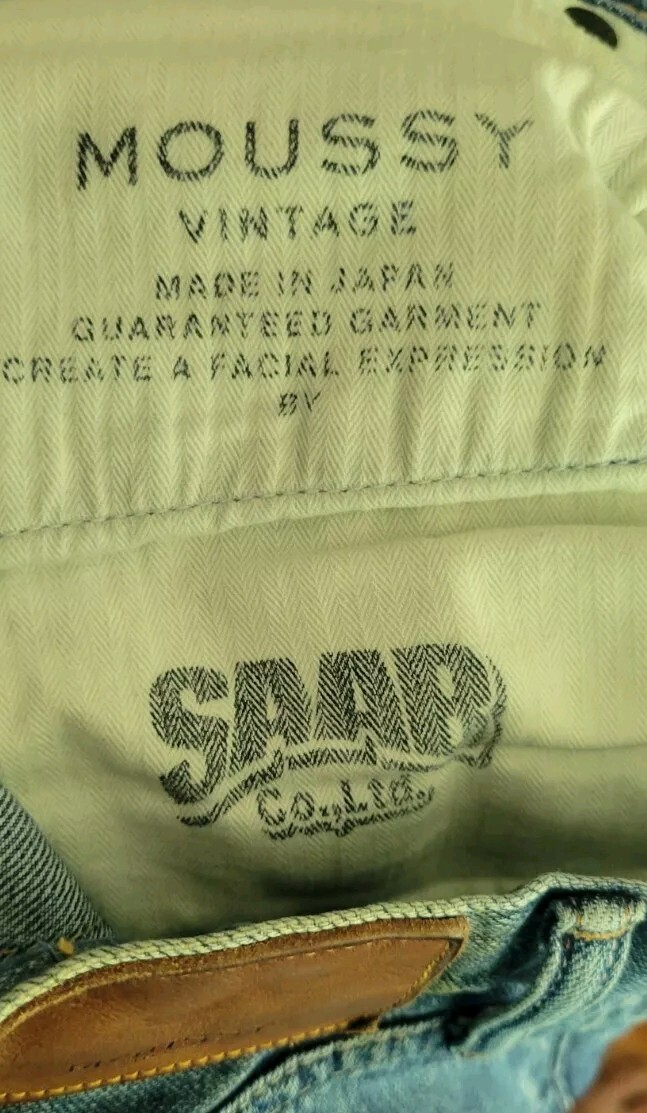 MOUSSY
VINTAGE
MADE IN JAPAN
GUARANTEED GARMENT
CREATE A FACIAL EXPRESSION
BY
SAAB
Co.,Ltd.